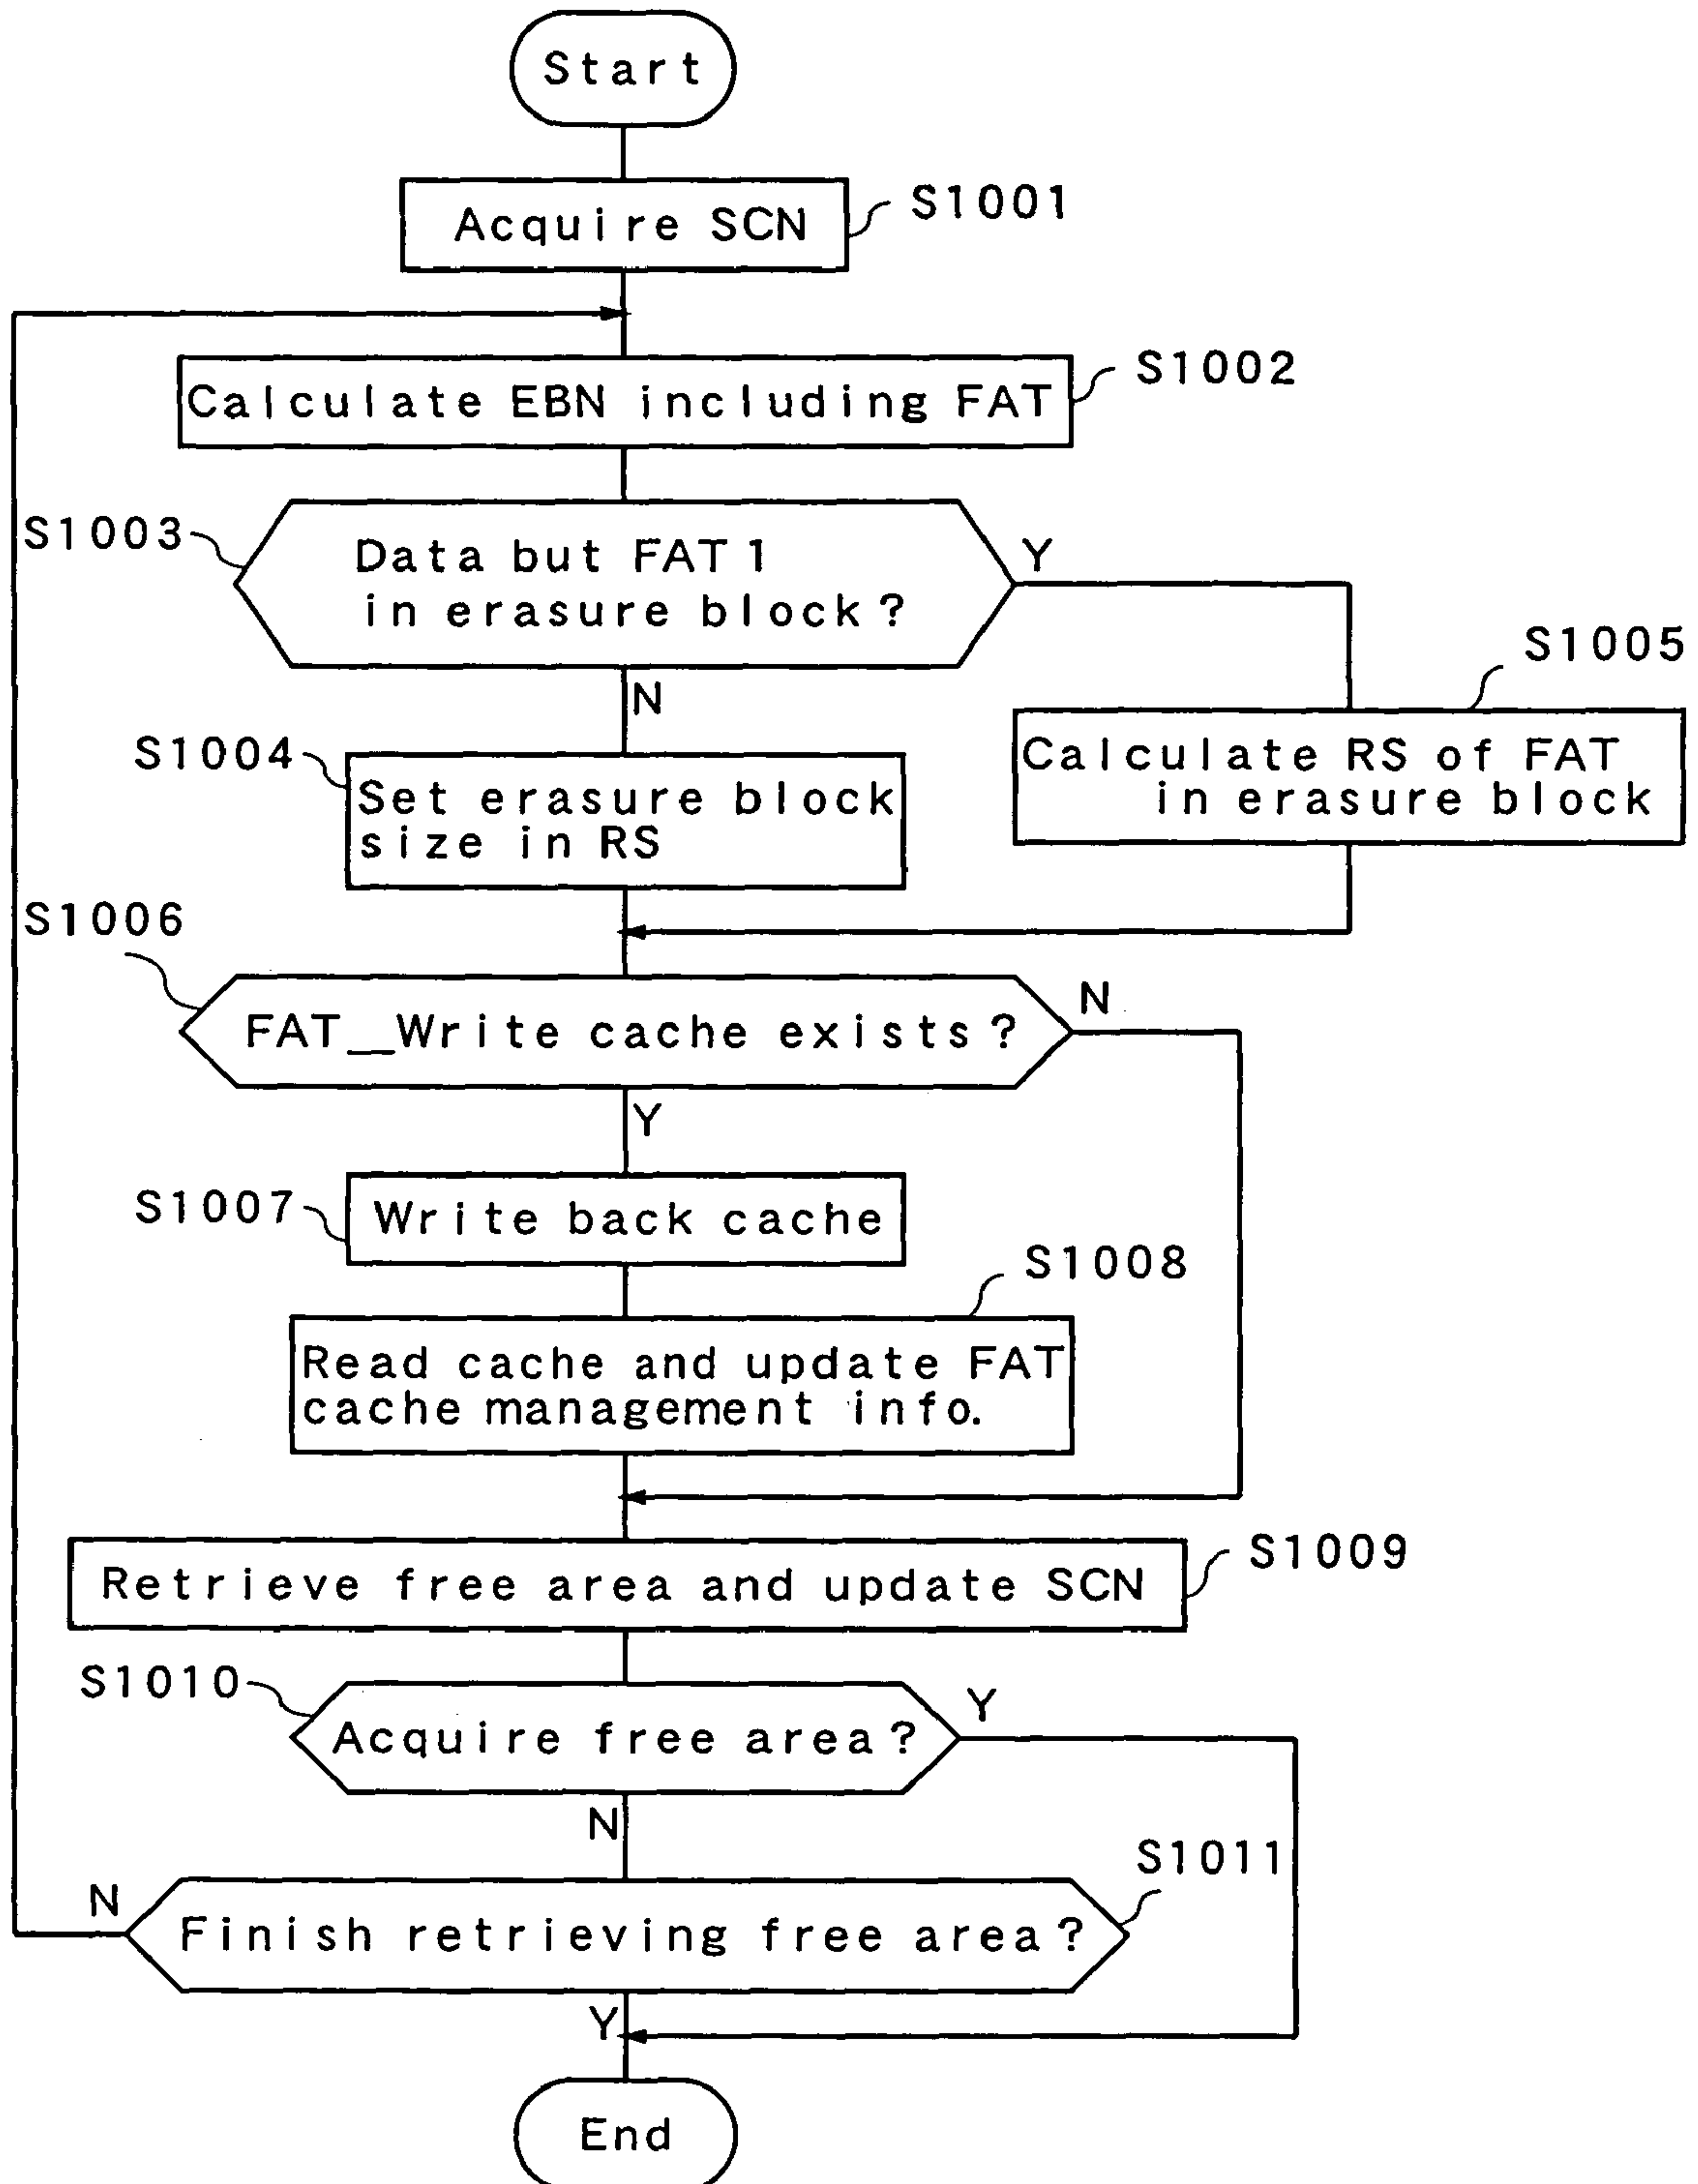 Start
Acquire SCN
S1001
Calculate EBN including FAT
S1002
S1003
Data but FAT1
in erasure block?
Y
N
S1005
S1004
Set erasure block
size in RS
Calculate RS of FAT
in erasure block
S1006
FAT_Write cache exists?
N
Y
S1007
Write back cache
S1008
Read cache and update FAT
cache management info.
Retrieve free area and update SCN
S1009
S1010
Acquire free area?
Y
N
S1011
N
Finish retrieving free area?
Y
End